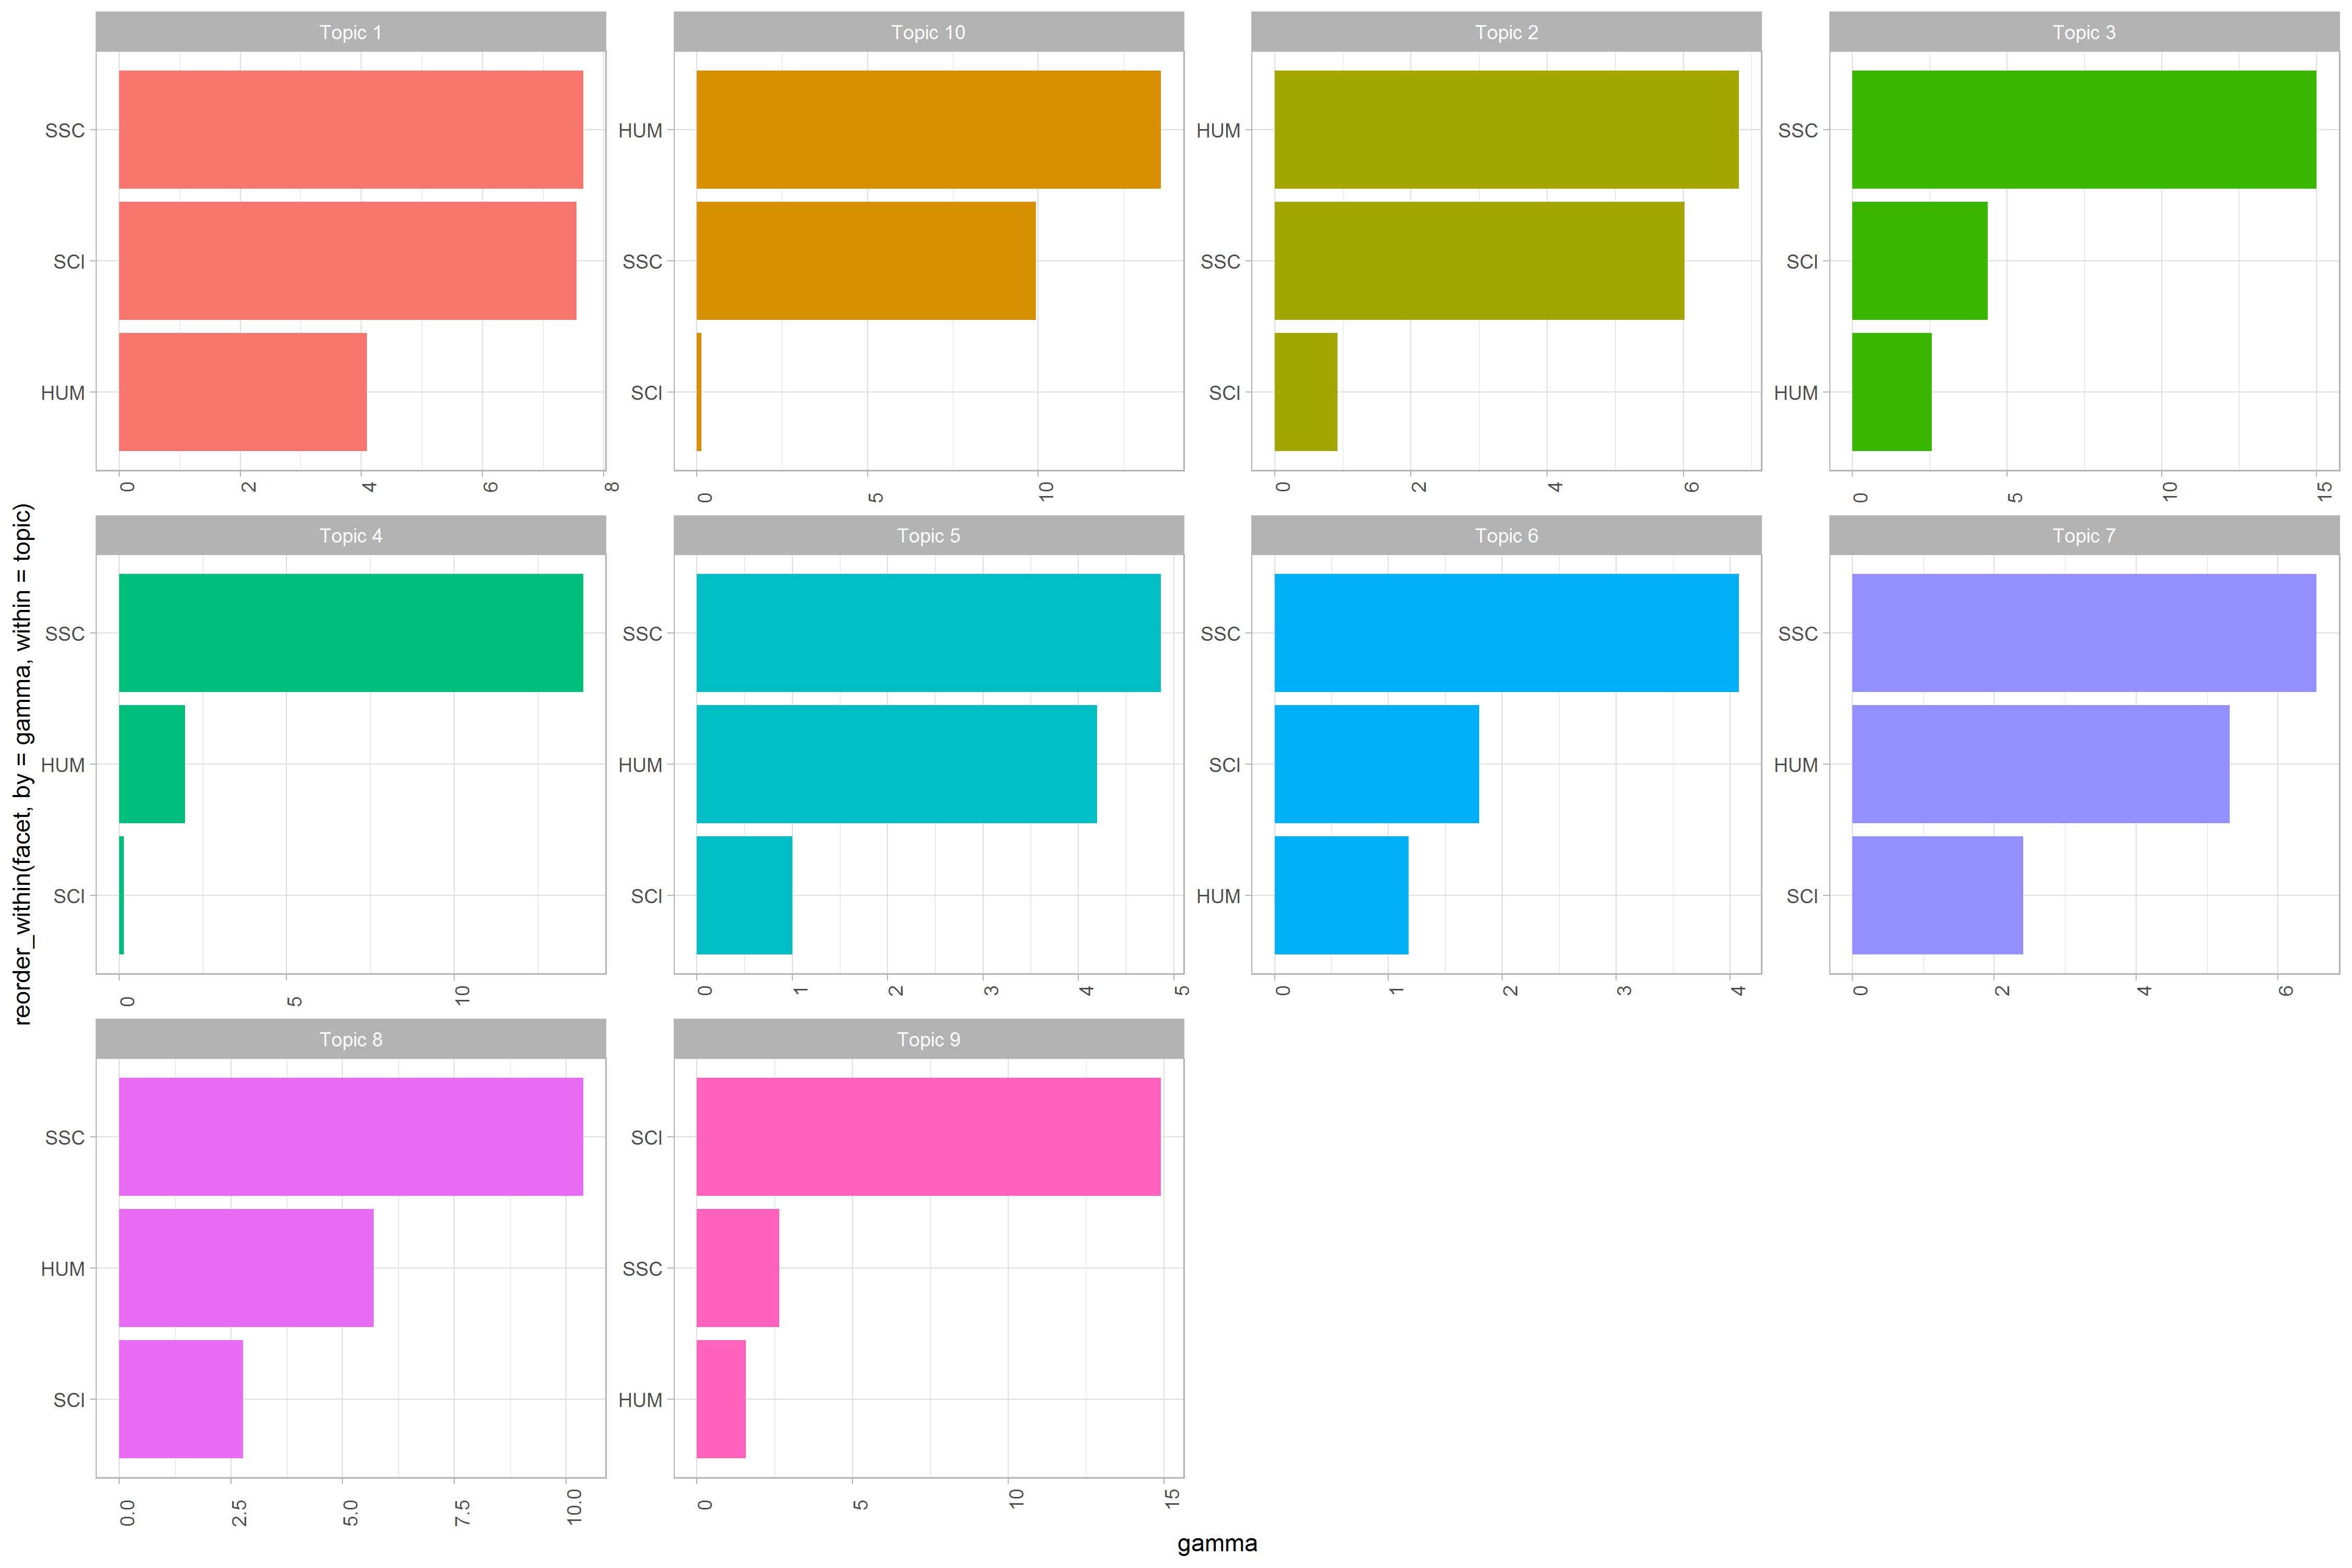 Topic 1
SSC
SCI
HUM
0 2 4 6 8
Topic 10
HUM
SSC
SCI
0 5 10
Topic 2
HUM
SSC
SCI
0 2 4 6
Topic 3
SSC
SCI
HUM
0 5 10 15
reorder_within(facet, by = gamma, within = topic)
Topic 4
SSC
HUM
SCI
0 5 10
Topic 5
SSC
HUM
SCI
0 1 2 3 4 5
Topic 6
SSC
SCI
HUM
0 1 2 3 4
Topic 7
SSC
HUM
SCI
0 2 4 6
Topic 8
SSC
HUM
SCI
0.0 2.5 5.0 7.5 10.0
Topic 9
SCI
SSC
HUM
0 5 10 15
gamma